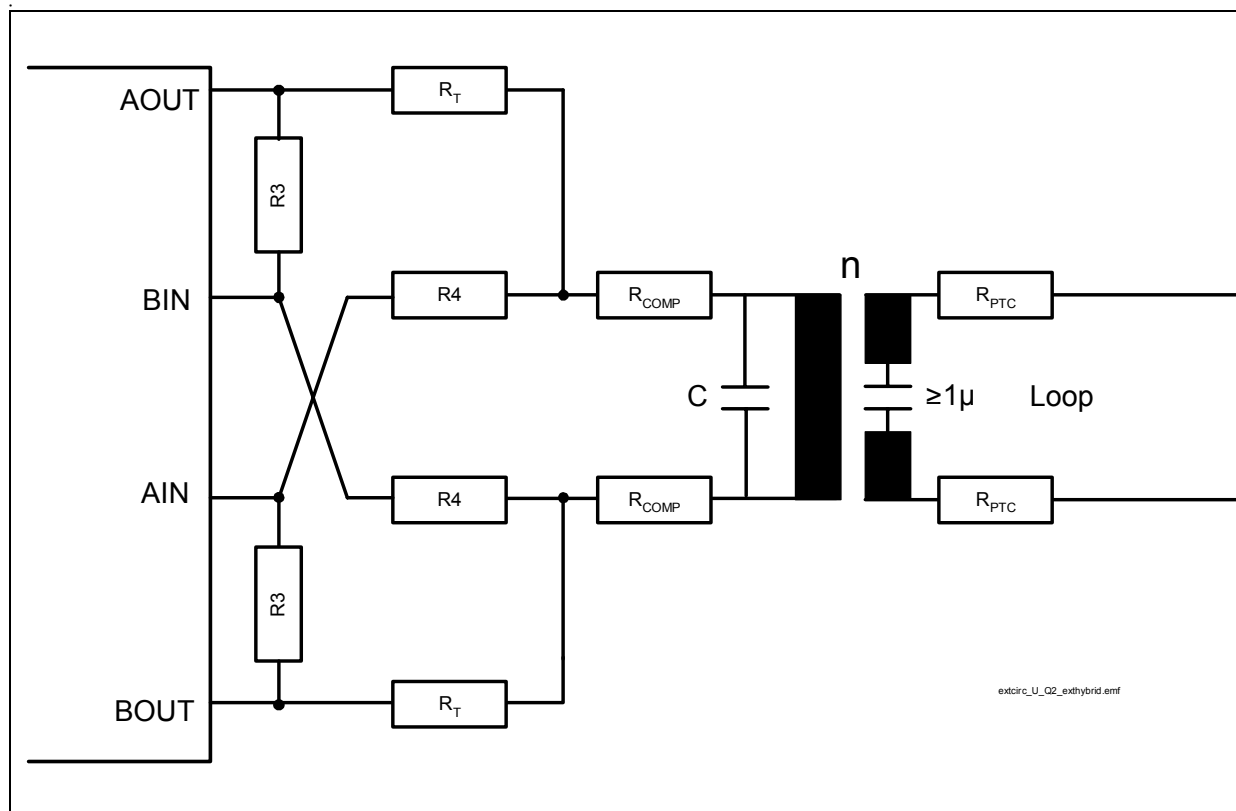 AOUT
R_T
R3
n
BIN
R4
R_COMP
R_PTC
C
≥1µ
Loop
AIN
R4
R_COMP
R_PTC
R3
BOUT
R_T
extcirc_U_Q2_exthybrid.emf